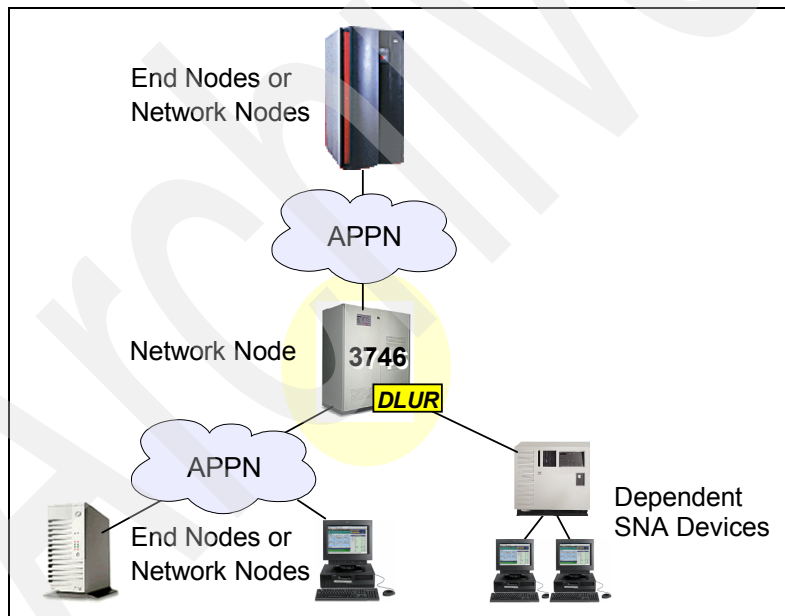 End Nodes or
Network Nodes
APPN
Network Node
3746
DLUR
APPN
End Nodes or
Network Nodes
Dependent
SNA Devices
Archive